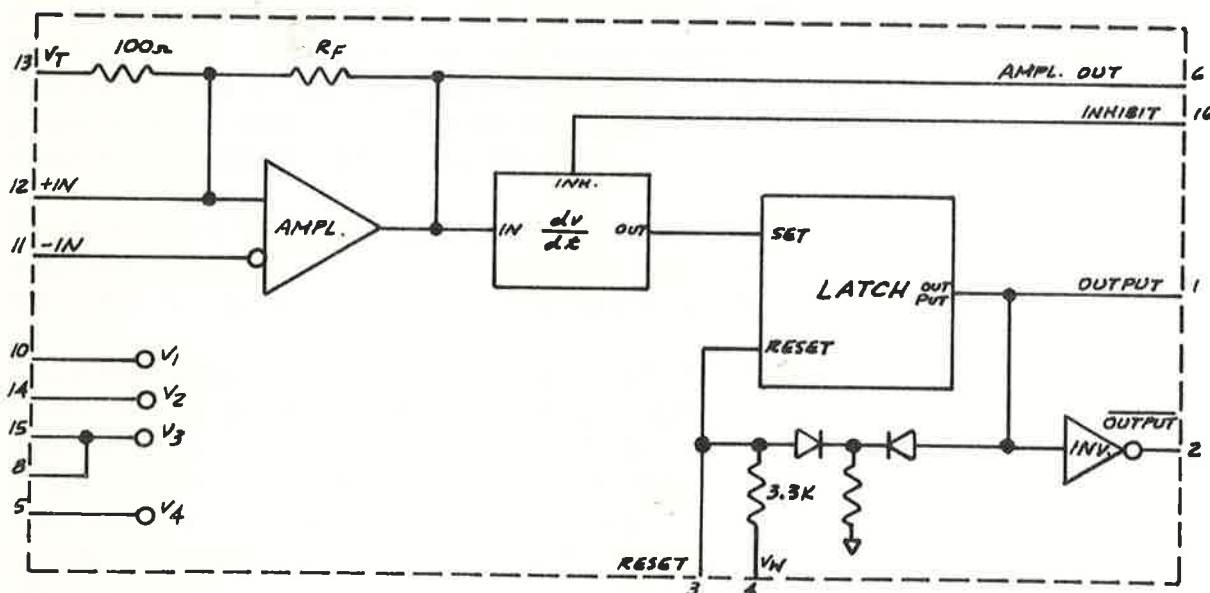 13 VT 100Ω RF
AMPL. OUT 6
INHIBIT 16
12 +IN
11 -IN
AMPL.
INH.
IN dv/dt OUT
SET
LATCH OUT PUT
RESET
OUTPUT 1
10 V1
14 V2
15 V3
8
5 V4
OUTPUT
INV. 2
3.3K
RESET VW
3 4